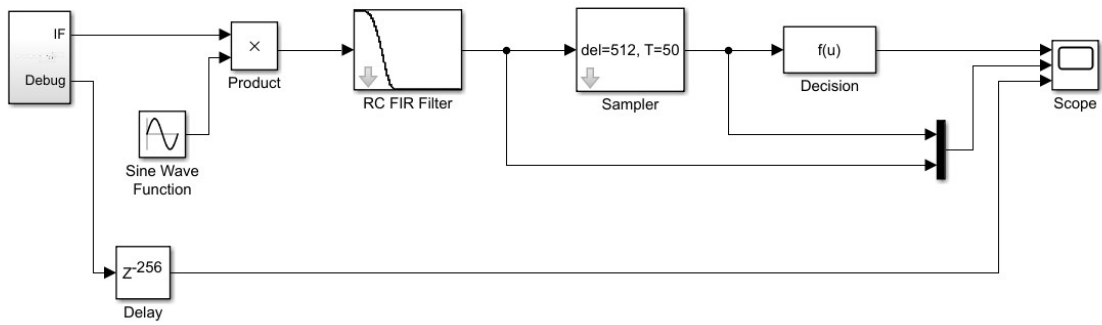 IF
Debug
×
Product
Sine Wave
Function
RC FIR Filter
del=512, T=50
Sampler
f(u)
Decision
Scope
z-256
Delay